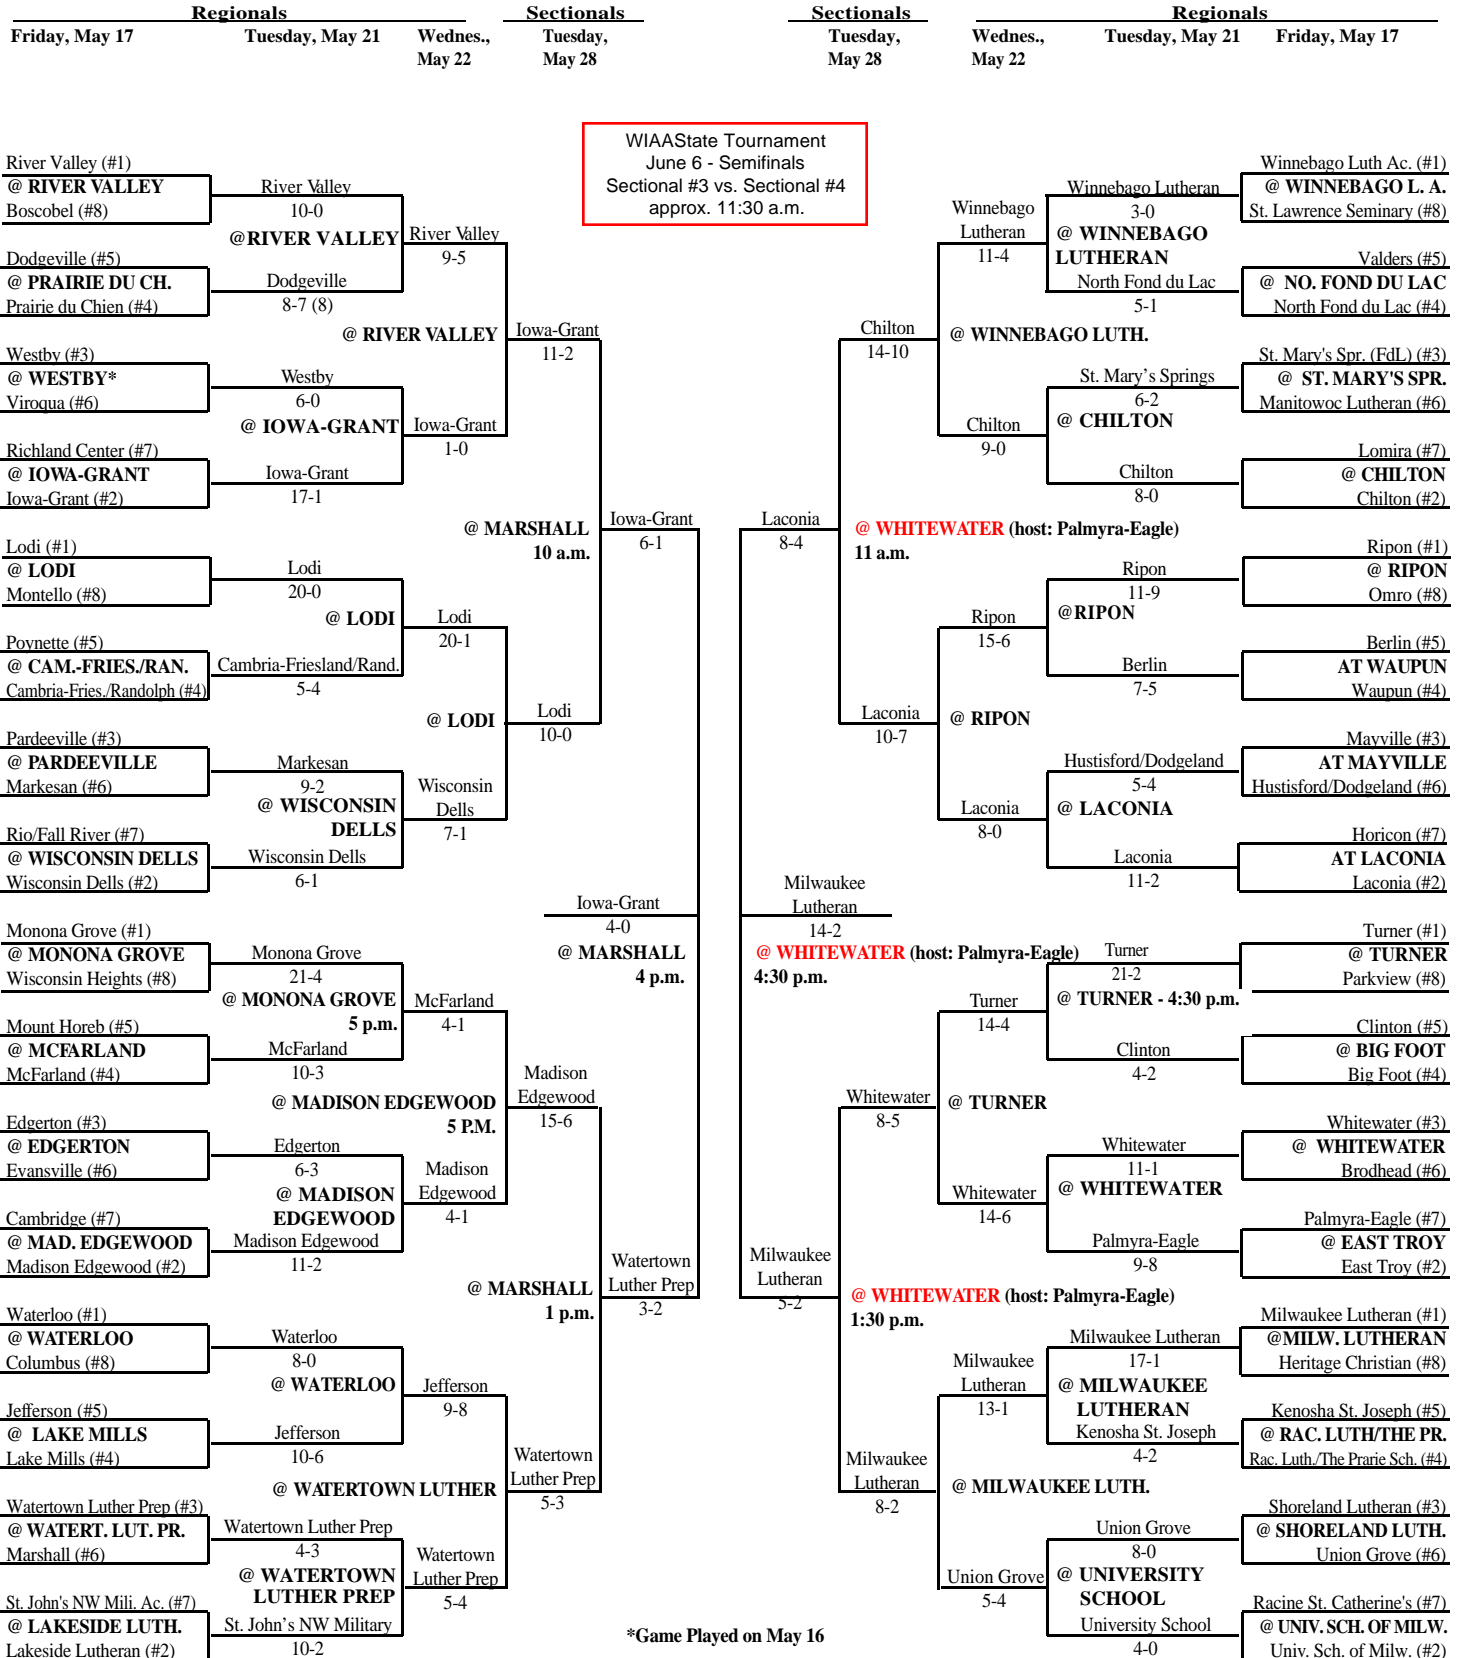 Regionals
Sectionals
Sectionals
Regionals
Friday, May 17
Tuesday, May 21
Wednes.,
May 22
Tuesday,
May 28
Tuesday,
May 28
Wednes.,
May 22
Tuesday, May 21
Friday, May 17
WIAAState Tournament
June 6 - Semifinals
Sectional #3 vs. Sectional #4
approx. 11:30 a.m.
River Valley (#1)
@ RIVER VALLEY
Boscobel (#8)
Dodgeville (#5)
@ PRAIRIE DU CH.
Prairie du Chien (#4)
Westby (#3)
@ WESTBY*
Viroqua (#6)
Richland Center (#7)
@ IOWA-GRANT
Iowa-Grant (#2)
Lodi (#1)
@ LODI
Montello (#8)
Poynette (#5)
@ CAM.-FRIES./RAN.
Cambria-Fries./Randolph (#4)
Pardeeville (#3)
@ PARDEEVILLE
Markesan (#6)
Rio/Fall River (#7)
@ WISCONSIN DELLS
Wisconsin Dells (#2)
Monona Grove (#1)
@ MONONA GROVE
Wisconsin Heights (#8)
Mount Horeb (#5)
@ MCFARLAND
McFarland (#4)
Edgerton (#3)
@ EDGERTON
Evansville (#6)
Cambridge (#7)
@ MAD. EDGEWOOD
Madison Edgewood (#2)
Waterloo (#1)
@ WATERLOO
Columbus (#8)
Jefferson (#5)
@ LAKE MILLS
Lake Mills (#4)
Watertown Luther Prep (#3)
@ WATERT. LUT. PR.
Marshall (#6)
St. John's NW Mili. Ac. (#7)
@ LAKESIDE LUTH.
Lakeside Lutheran (#2)
River Valley
10-0
@RIVER VALLEY
Dodgeville
8-7 (8)
Westby
6-0
@ IOWA-GRANT
Iowa-Grant
17-1
Lodi
20-0
@ LODI
Cambria-Friesland/Rand.
5-4
Markesan
9-2
@ WISCONSIN
DELLS
Wisconsin Dells
6-1
Monona Grove
21-4
@ MONONA GROVE
5 p.m.
McFarland
10-3
Edgerton
6-3
@ MADISON
EDGEWOOD
Madison Edgewood
11-2
Waterloo
8-0
@ WATERLOO
Jefferson
10-6
Watertown Luther Prep
4-3
@ WATERTOWN
LUTHER PREP
St. John’s NW Military
10-2
River Valley
9-5
@ RIVER VALLEY
Iowa-Grant
1-0
Lodi
20-1
@ LODI
Wisconsin
Dells
7-1
McFarland
4-1
@ MADISON EDGEWOOD
5 P.M.
Madison
Edgewood
4-1
Jefferson
9-8
@ WATERTOWN LUTHER
Watertown
Luther Prep
5-4
Iowa-Grant
11-2
@ MARSHALL
10 a.m.
Lodi
10-0
Madison
Edgewood
15-6
@ MARSHALL
1 p.m.
Watertown
Luther Prep
5-3
Iowa-Grant
6-1
Iowa-Grant
4-0
@ MARSHALL
4 p.m.
Watertown
Luther Prep
3-2
*Game Played on May 16
Laconia
8-4
Milwaukee
Lutheran
14-2
@ WHITEWATER (host: Palmyra-Eagle)
4:30 p.m.
Milwaukee
Lutheran
5-2
Chilton
14-10
@ WHITEWATER (host: Palmyra-Eagle)
11 a.m.
Laconia
10-7
Whitewater
8-5
@ WHITEWATER (host: Palmyra-Eagle)
1:30 p.m.
Milwaukee
Lutheran
8-2
Winnebago
Lutheran
11-4
@ WINNEBAGO LUTH.
Chilton
9-0
Ripon
15-6
@ RIPON
Laconia
8-0
Turner
14-4
@ TURNER
Whitewater
14-6
Milwaukee
Lutheran
13-1
@ MILWAUKEE LUTH.
Union Grove
5-4
Winnebago Lutheran
3-0
@ WINNEBAGO
LUTHERAN
North Fond du Lac
5-1
St. Mary’s Springs
6-2
@ CHILTON
Chilton
8-0
Ripon
11-9
@RIPON
Berlin
7-5
Hustisford/Dodgeland
5-4
@ LACONIA
Laconia
11-2
Turner
21-2
@ TURNER - 4:30 p.m.
Clinton
4-2
Whitewater
11-1
@ WHITEWATER
Palmyra-Eagle
9-8
Milwaukee Lutheran
17-1
@ MILWAUKEE
LUTHERAN
Kenosha St. Joseph
4-2
Union Grove
8-0
@ UNIVERSITY
SCHOOL
University School
4-0
Winnebago Luth Ac. (#1)
@ WINNEBAGO L. A.
St. Lawrence Seminary (#8)
Valders (#5)
@ NO. FOND DU LAC
North Fond du Lac (#4)
St. Mary's Spr. (FdL) (#3)
@ ST. MARY'S SPR.
Manitowoc Lutheran (#6)
Lomira (#7)
@ CHILTON
Chilton (#2)
Ripon (#1)
@ RIPON
Omro (#8)
Berlin (#5)
AT WAUPUN
Waupun (#4)
Mayville (#3)
AT MAYVILLE
Hustisford/Dodgeland (#6)
Horicon (#7)
AT LACONIA
Laconia (#2)
Turner (#1)
@ TURNER
Parkview (#8)
Clinton (#5)
@ BIG FOOT
Big Foot (#4)
Whitewater (#3)
@ WHITEWATER
Brodhead (#6)
Palmyra-Eagle (#7)
@ EAST TROY
East Troy (#2)
Milwaukee Lutheran (#1)
@MILW. LUTHERAN
Heritage Christian (#8)
Kenosha St. Joseph (#5)
@ RAC. LUTH/THE PR.
Rac. Luth./The Prarie Sch. (#4)
Shoreland Lutheran (#3)
@ SHORELAND LUTH.
Union Grove (#6)
Racine St. Catherine's (#7)
@ UNIV. SCH. OF MILW.
Univ. Sch. of Milw. (#2)